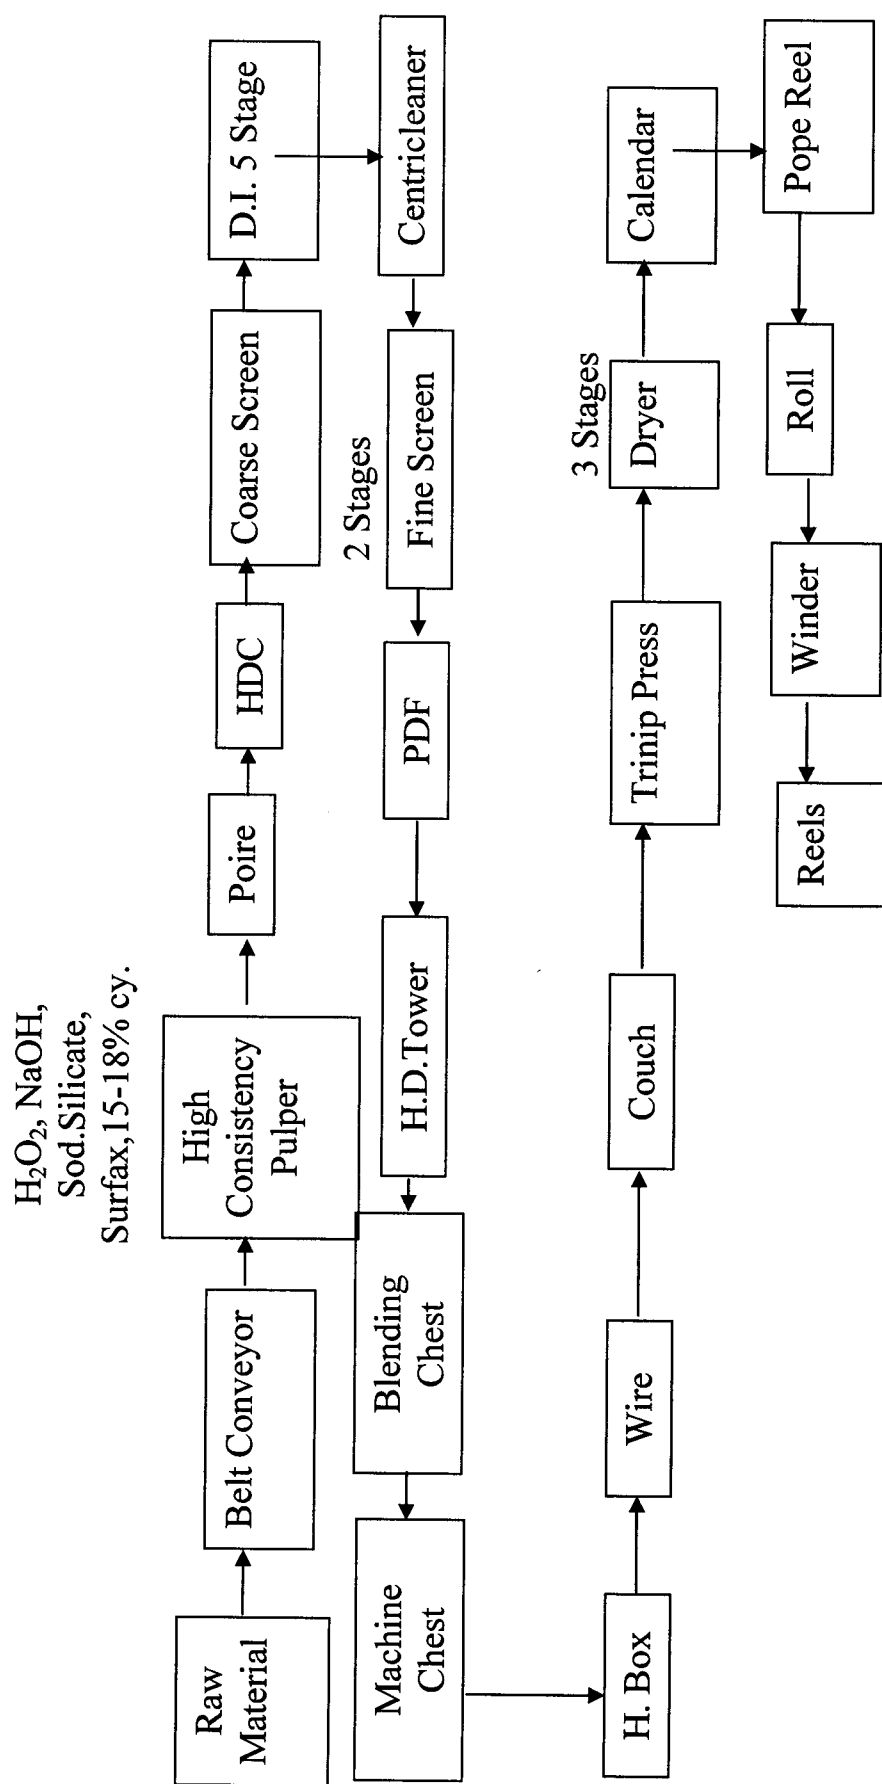 H₂O₂, NaOH,
Sod.Silicate,
Surfax,15-18% cy.
Raw
Material
Belt Conveyor
High
Consistency
Pulper
Poire
HDC
Coarse Screen
D.I. 5 Stage
Centricleaner
2 Stages
Fine Screen
PDF
H.D.Tower
Blending
Chest
Machine
Chest
H. Box
Wire
Couch
Trinip Press
3 Stages
Dryer
Calendar
Pope Reel
Roll
Winder
Reels